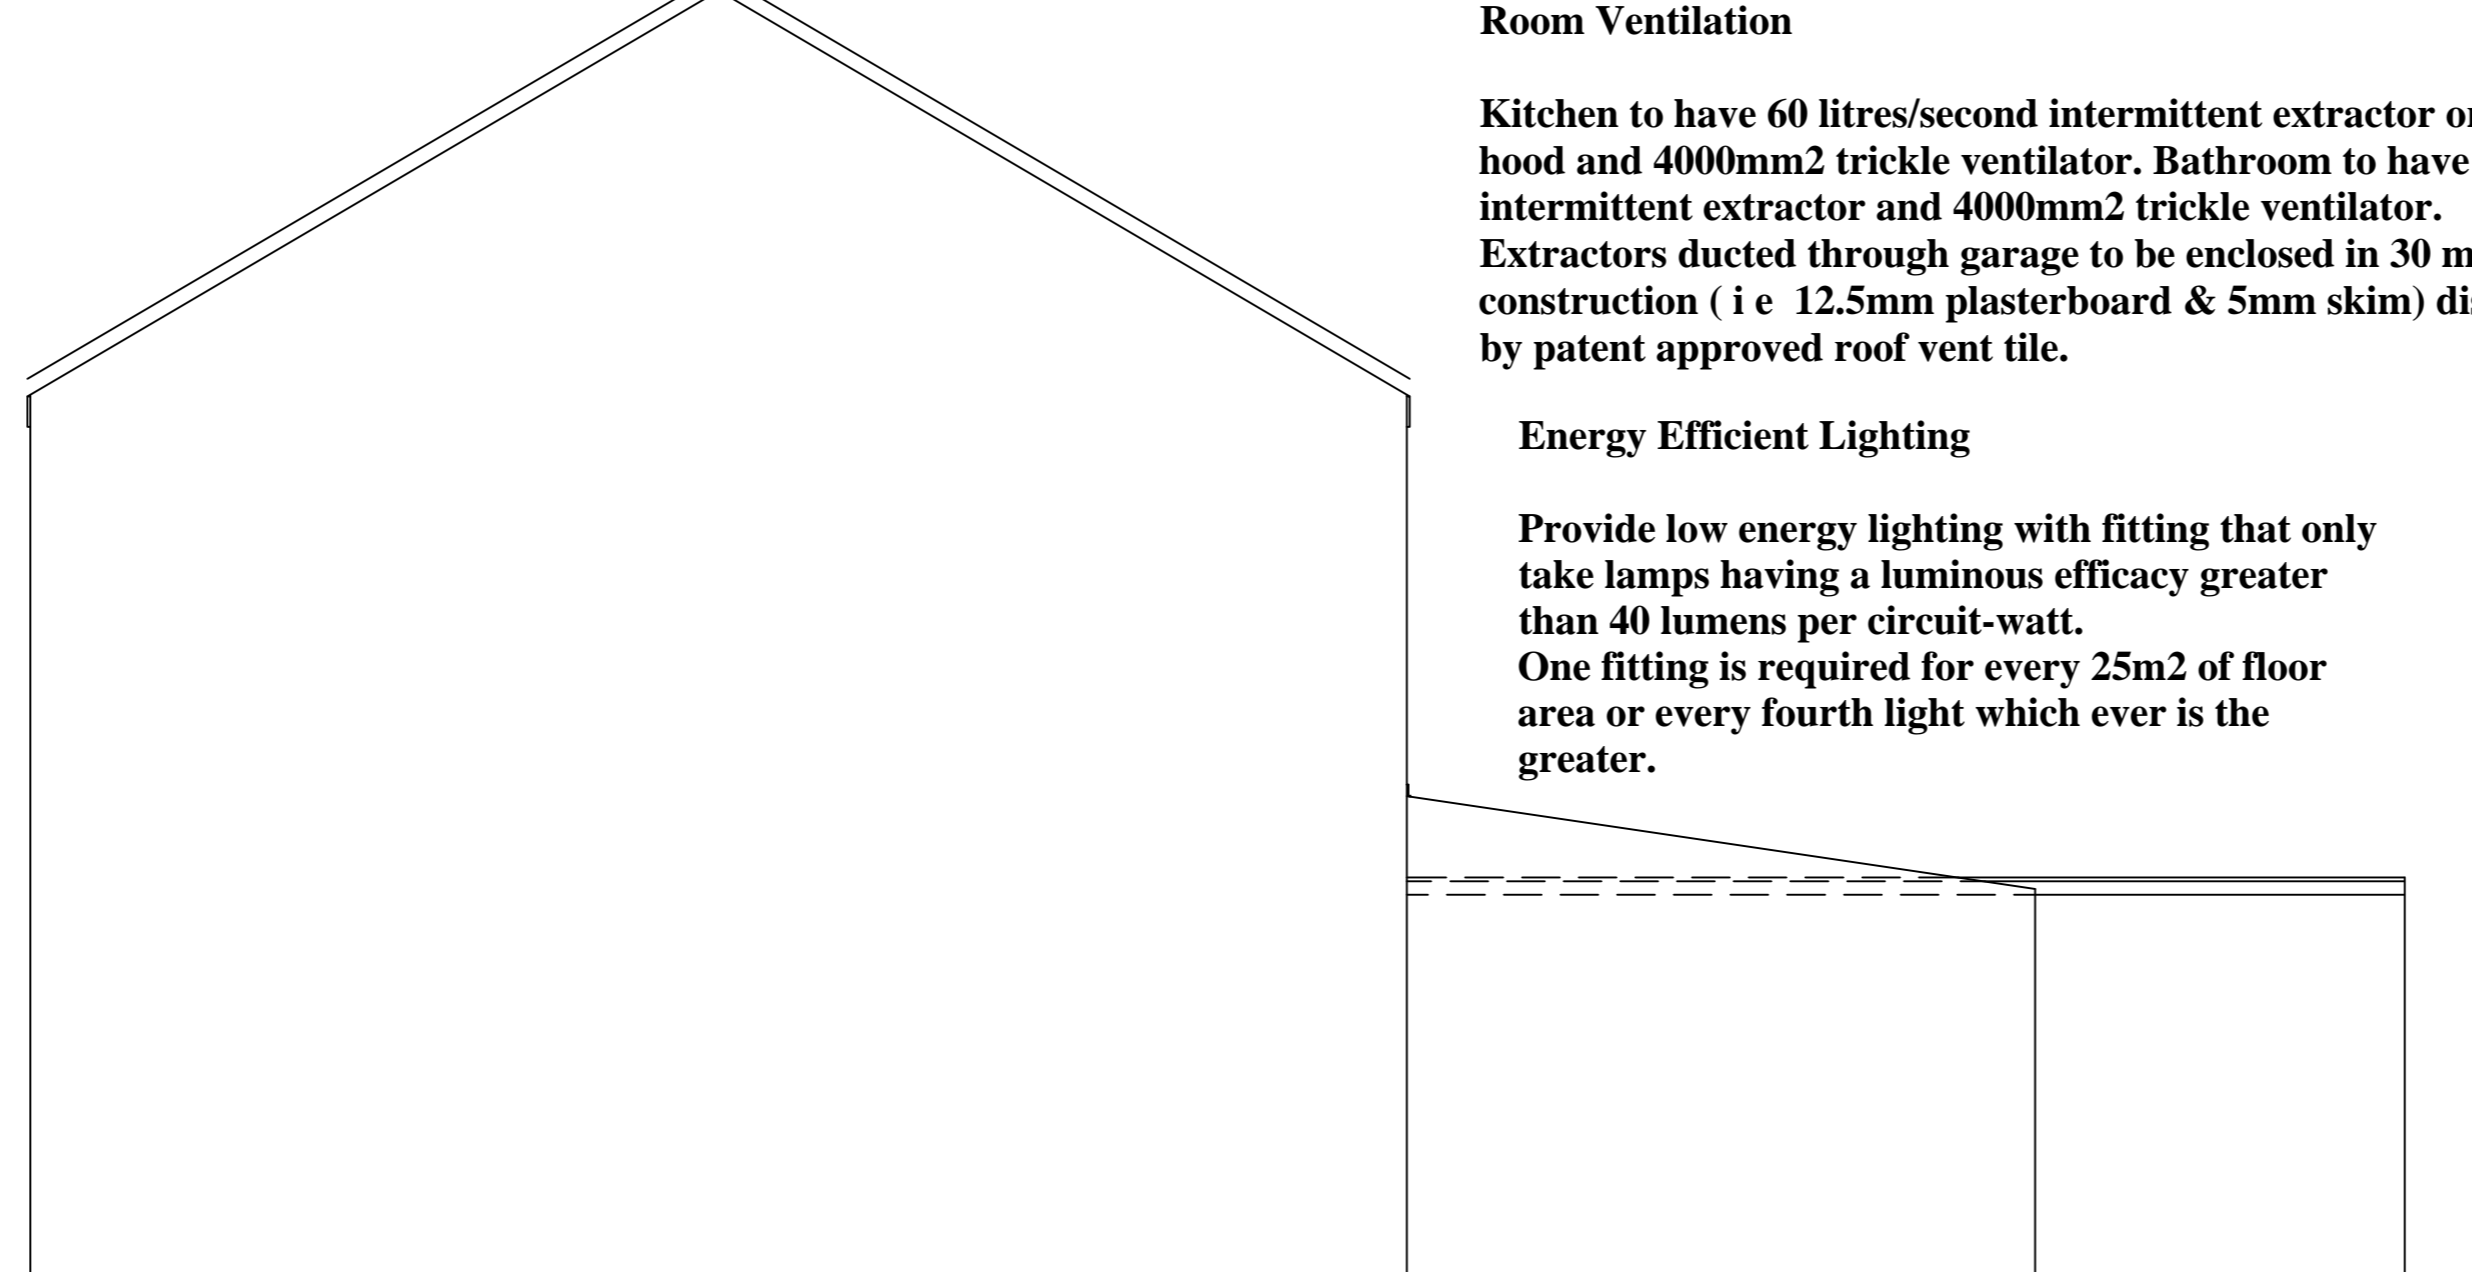 Room Ventilation
Kitchen to have 60 litres/second intermittent extractor
hood and 4000mm2 trickle ventilator. Bathroom to have
intermittent extractor and 4000mm2 trickle ventilator.
Extractors ducted through garage to be enclosed in 30
construction ( i e 12.5mm plasterboard & 5mm skim)
by patent approved roof vent tile.
Energy Efficient Lighting
Provide low energy lighting with fitting that only
take lamps having a luminous efficacy greater
than 40 lumens per circuit-watt.
One fitting is required for every 25m2 of floor
area or every fourth light which ever is the
greater.